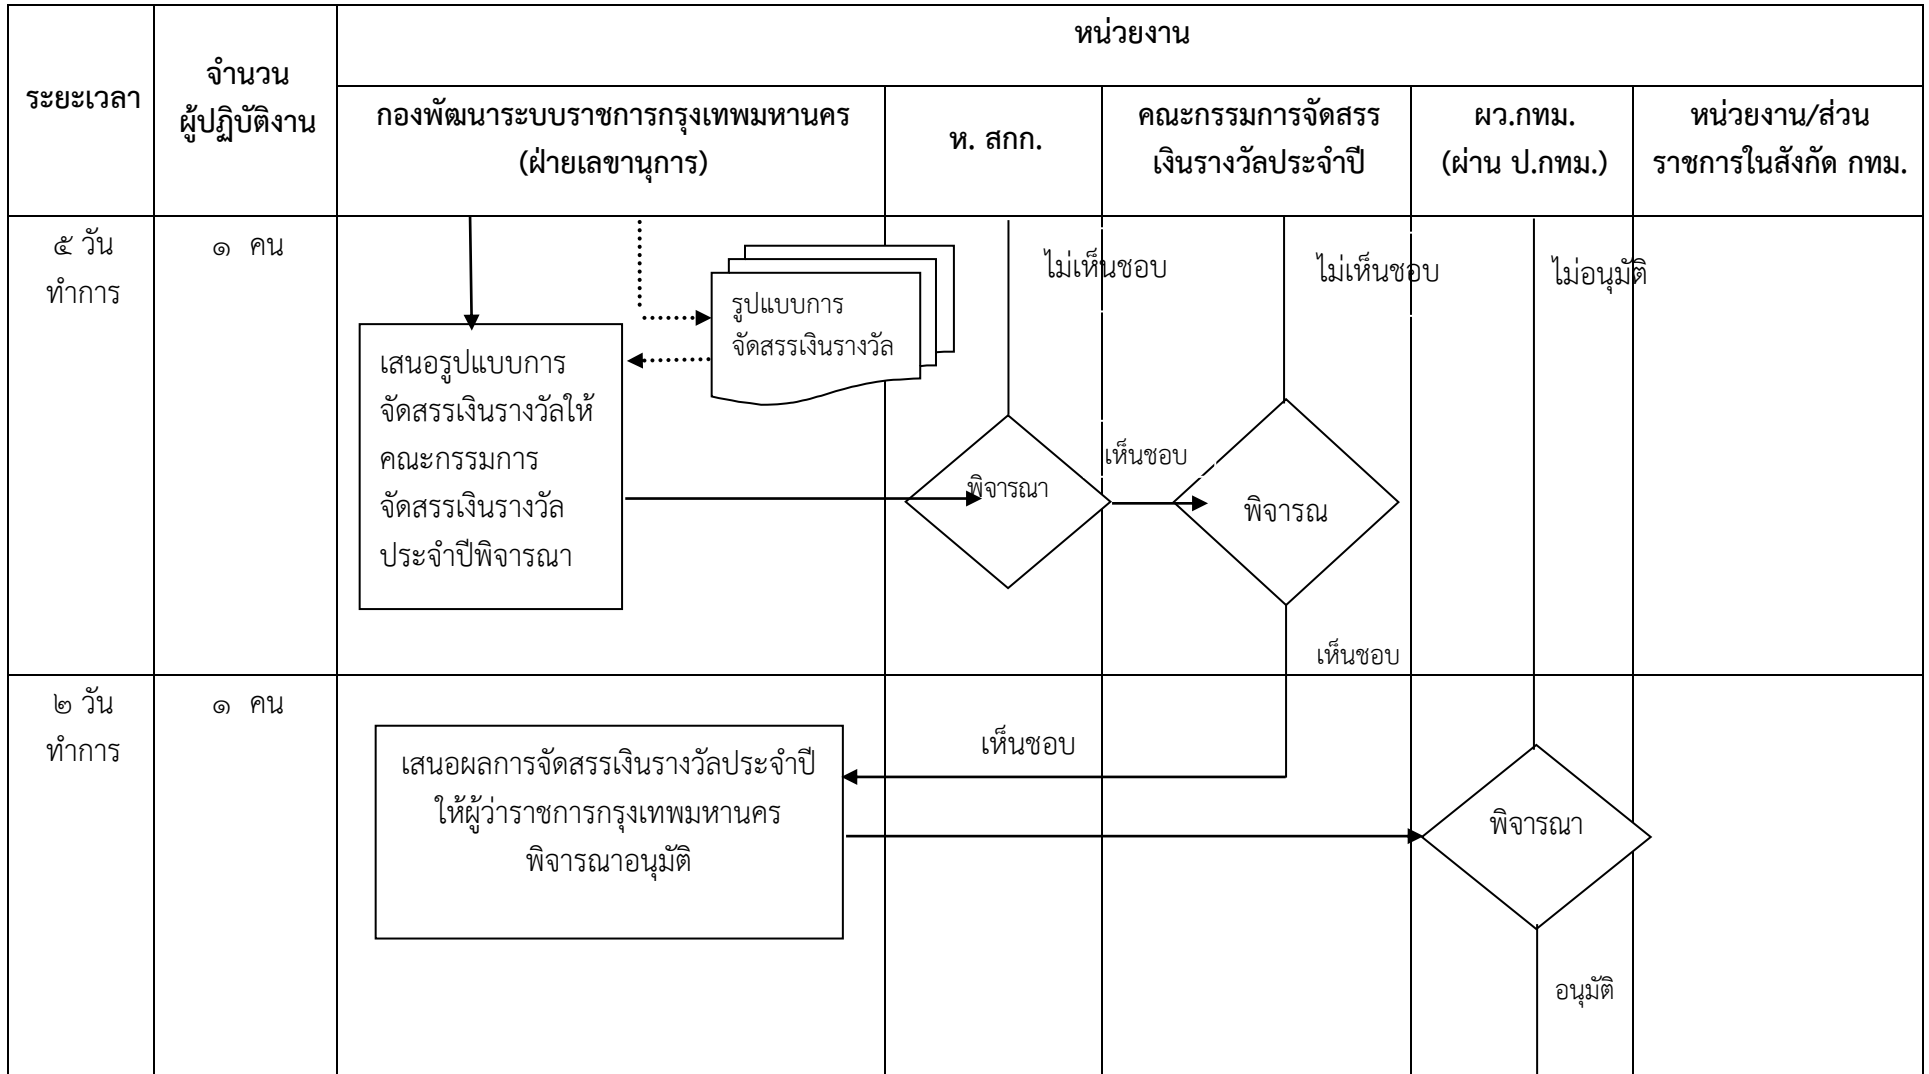 หน่วยงาน
ระยะเวลา
จำนวน
ผู้ปฏิบัติงาน
กองพัฒนาระบบราชการกรุงเทพมหานคร
(ฝ่ายเลขานุการ)
ห. สกก.
คณะกรรมการจัดสรร
เงินรางวัลประจำปี
ผว.กทม.
(ผ่าน ป.กทม.)
หน่วยงาน/ส่วน
ราชการในสังกัด กทม.
๕ วัน
ทำการ
๑ คน
ไม่เห็นชอบ
ไม่เห็นชอบ
ไม่อนุมัติ
รูปแบบการ
จัดสรรเงินรางวัล
เสนอรูปแบบการ
จัดสรรเงินรางวัลให้
คณะกรรมการ
จัดสรรเงินรางวัล
ประจำปีพิจารณา
พิจารณา
เห็นชอบ
พิจารณ
เห็นชอบ
๒ วัน
ทำการ
๑ คน
เห็นชอบ
เสนอผลการจัดสรรเงินรางวัลประจำปี
ให้ผู้ว่าราชการกรุงเทพมหานคร
พิจารณาอนุมัติ
พิจารณา
อนุมัติ